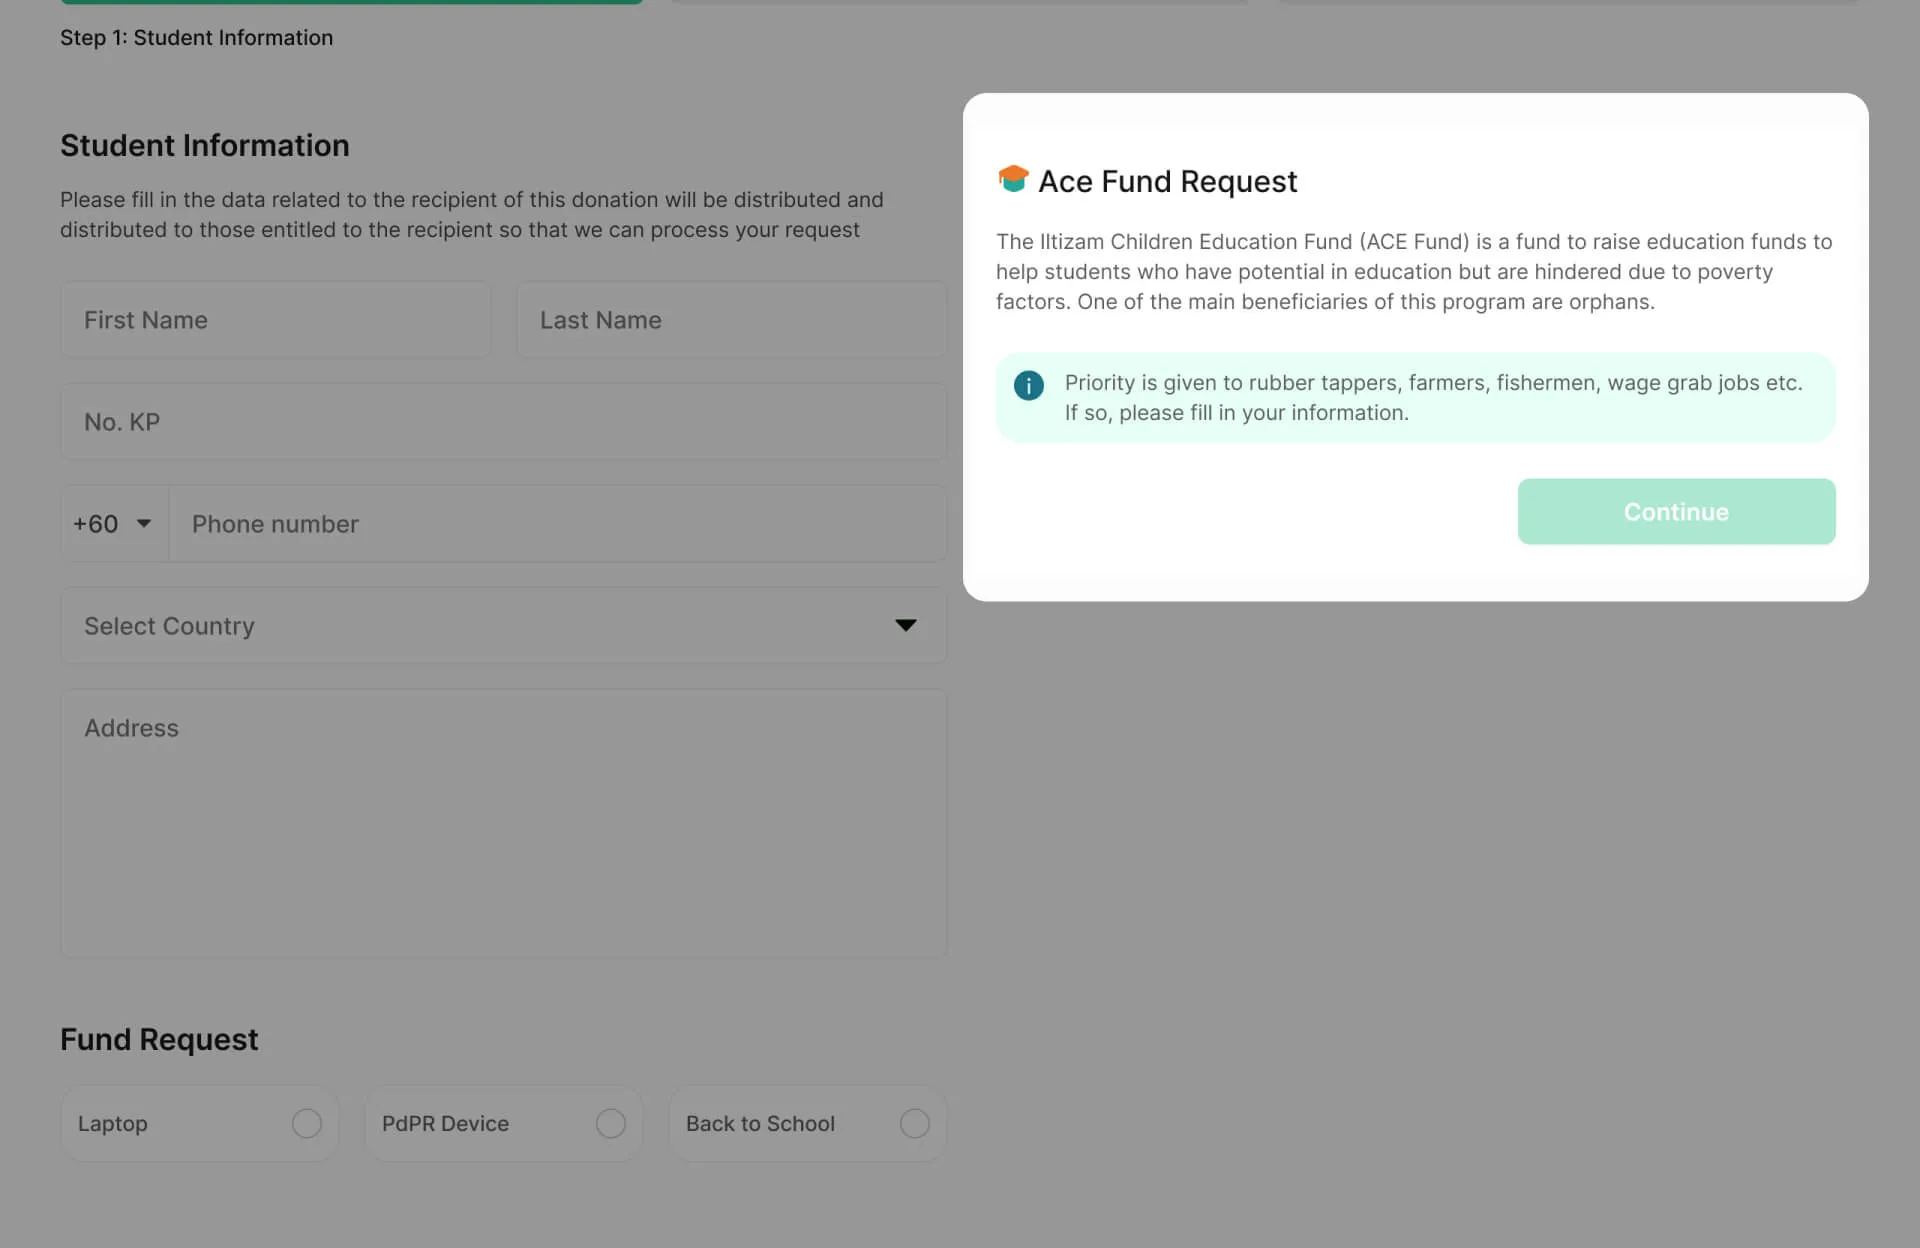 Step 1: Student Information
Student Information
Please fill in the data related to the recipient of this donation will be distributed and
distributed to those entitled to the recipient so that we can process your request
First Name
Last Name
No. KP
+60
Phone number
Select Country
Address
Fund Request
Laptop
PdPR Device
Back to School
Ace Fund Request
The Iltizam Children Education Fund (ACE Fund) is a fund to raise education funds to
help students who have potential in education but are hindered due to poverty
factors. One of the main beneficiaries of this program are orphans.
Priority is given to rubber tappers, farmers, fishermen, wage grab jobs etc.
If so, please fill in your information.
Continue